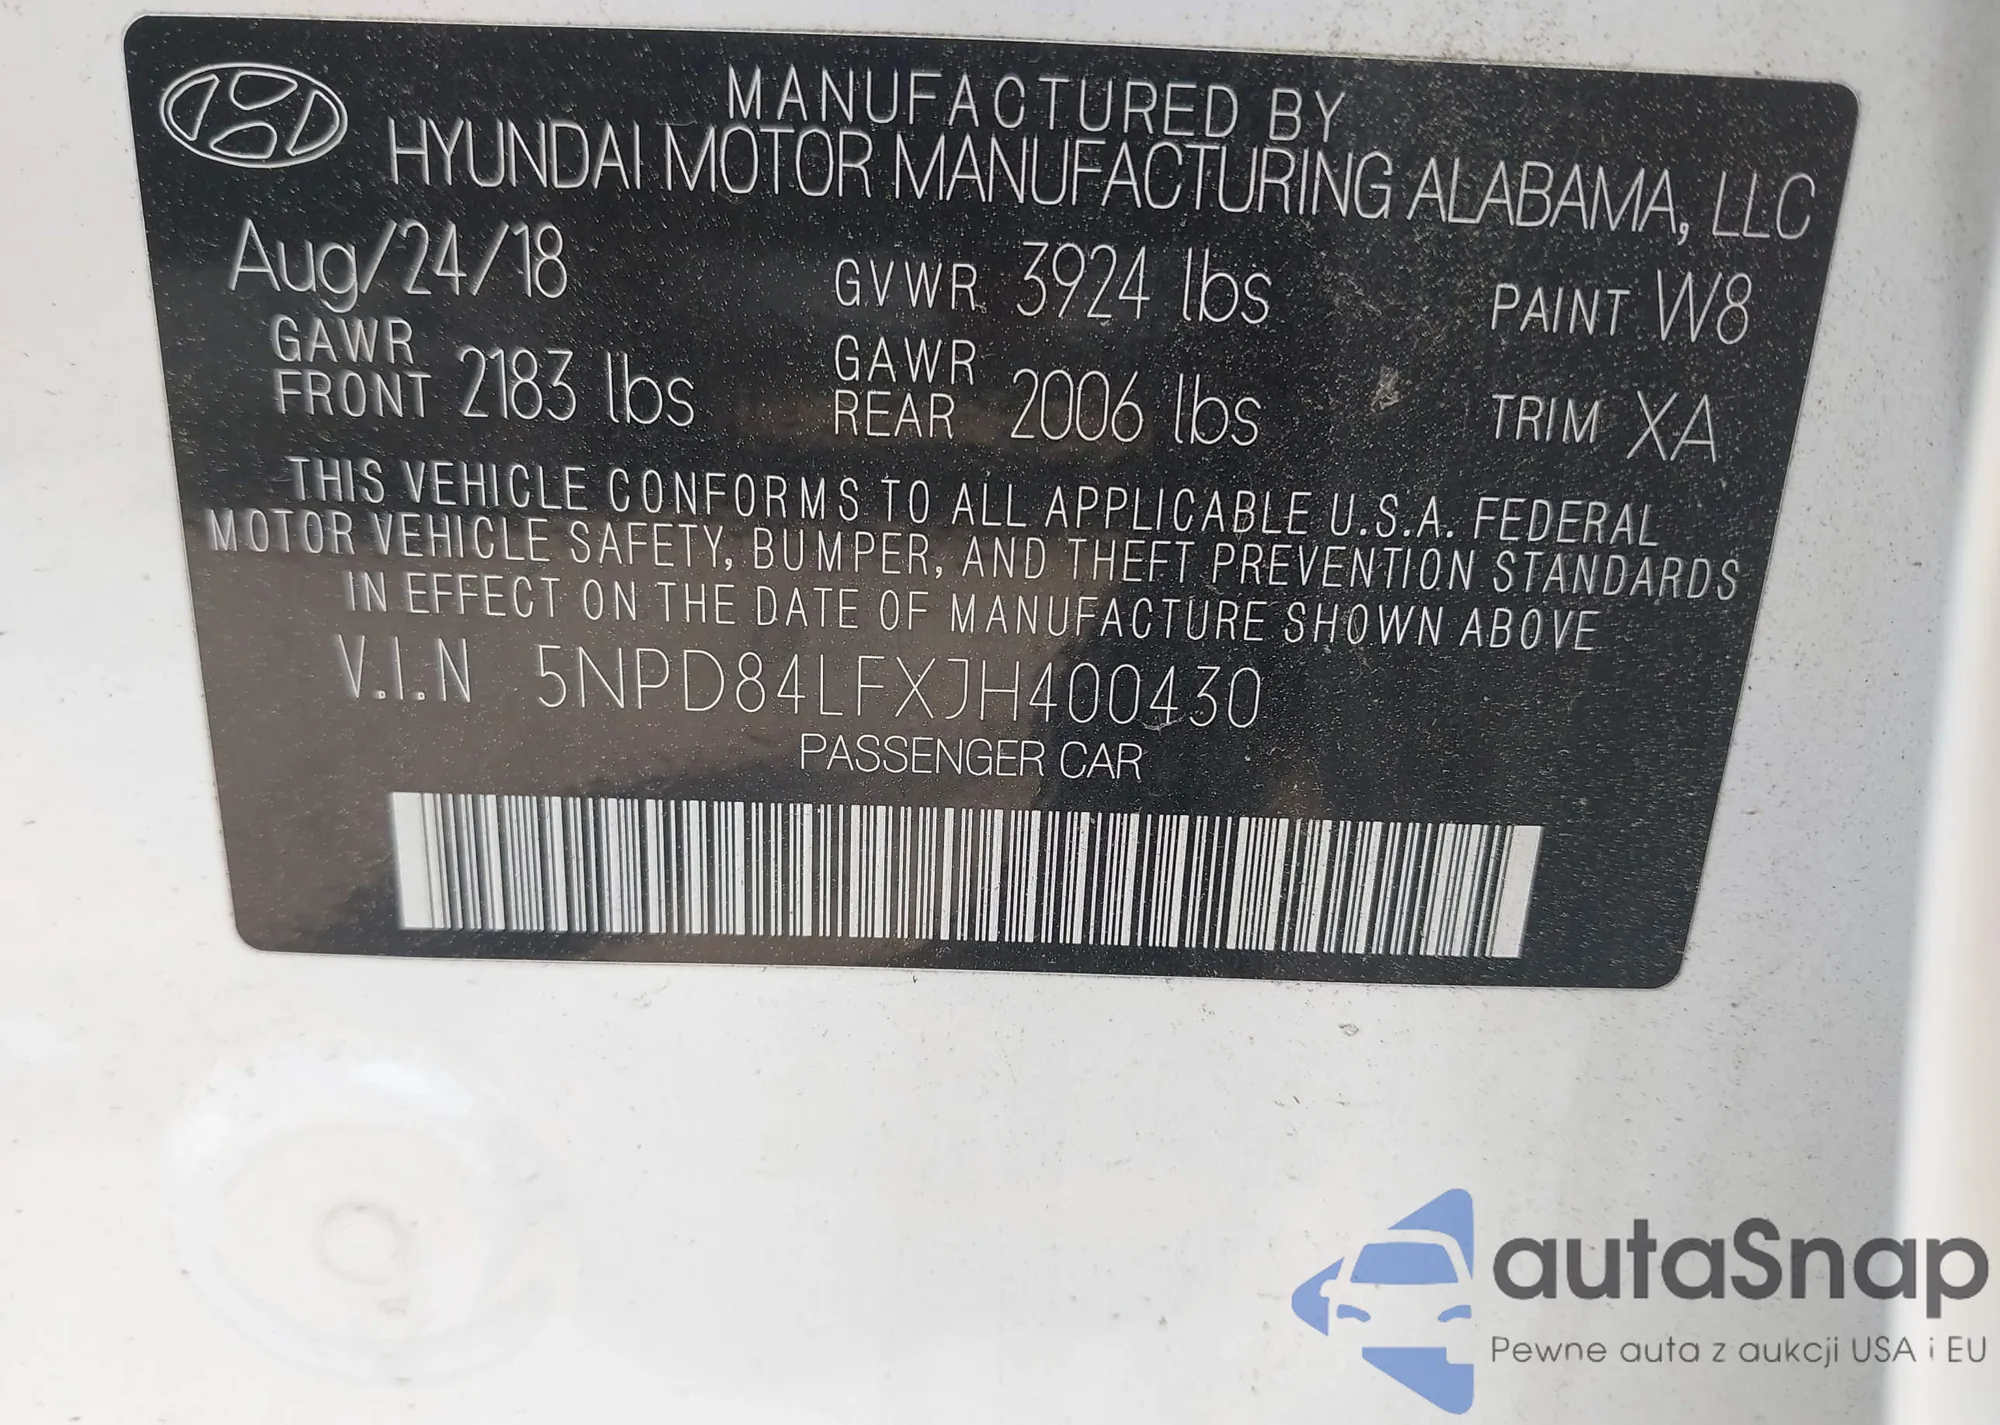 MANUFACTURED BY
HYUNDAI MOTOR MANUFACTURING ALABAMA, LLC
Aug/24/18 GVWR 3924 lbs PAINT W8
GAWR FRONT 2183 lbs GAWR REAR 2006 lbs TRIM XA
THIS VEHICLE CONFORMS TO ALL APPLICABLE U.S.A. FEDERAL
MOTOR VEHICLE SAFETY, BUMPER, AND THEFT PREVENTION STANDARDS
IN EFFECT ON THE DATE OF MANUFACTURE SHOWN ABOVE
V.I.N 5NPD84LFXJH400430
PASSENGER CAR
autaSnap
Pewne auta z aukcji USA i EU